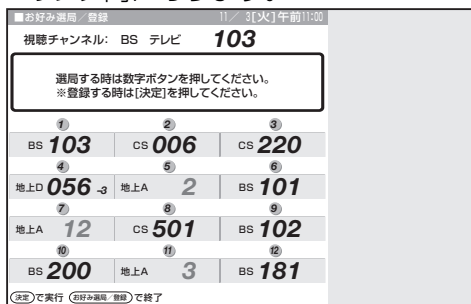 ■お好み選局／登録 11／ 3[火]午前11:00
視聴チャンネル: BS テレビ 103
選局する時は数字ボタンを押してください。
※登録する時は[決定]を押してください。
1 2 3
BS 103 CS 006 CS 220
4 5 6
地上D 056 -3 地上A 2 BS 101
7 8 9
地上A 12 CS 501 BS 102
10 11 12
BS 200 地上A 3 BS 181
決定で実行 お好み選局／登録で終了